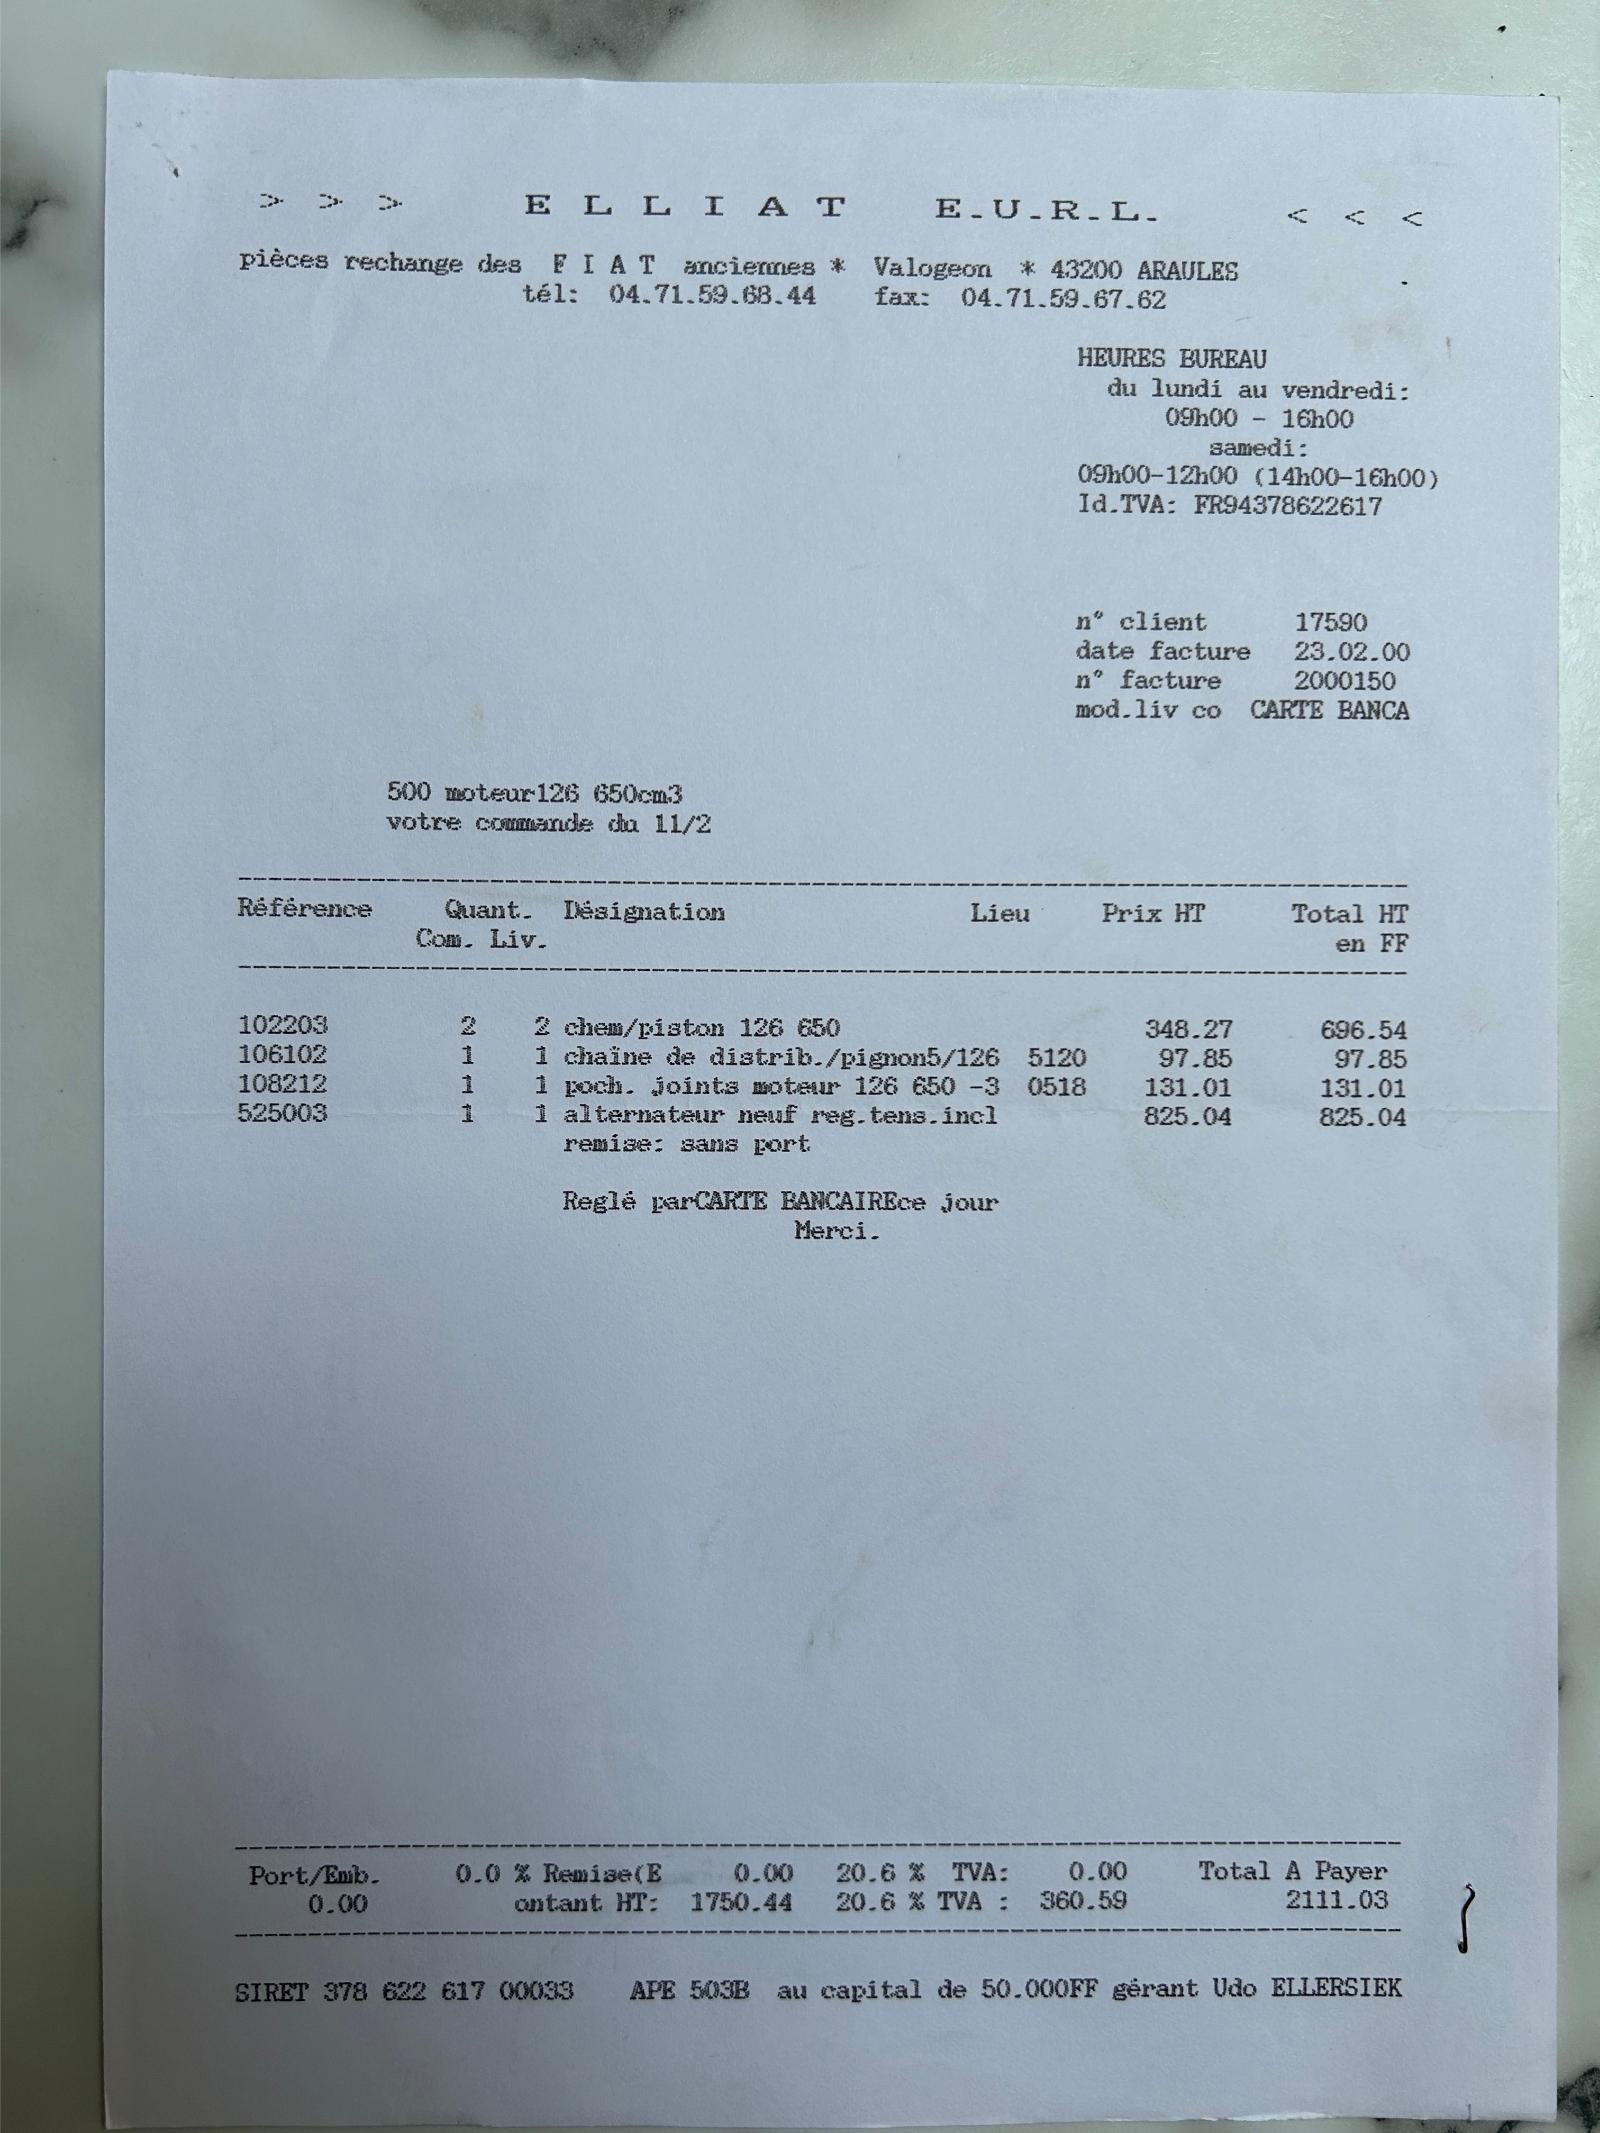 > > > E L L I A T E.U.R.L. < < <
pièces rechange des F I A T anciennes * Valogeon * 43200 ARAULES
tél: 04.71.59.68.44 fax: 04.71.59.67.62
HEURES BUREAU
du lundi au vendredi:
09h00 - 16h00
samedi:
09h00-12h00 (14h00-16h00)
Id.TVA: FR94378622617
n° client 17590
date facture 23.02.00
n° facture 2000150
mod.liv co CARTE BANCA
500 moteur126 650cm3
votre commande du 11/2
Référence Quant. Désignation Lieu Prix HT Total HT
Com. Liv. en FF
102203 2 2 chem/piston 126 650 348.27 696.54
106102 1 1 chaîne de distrib./pignon5/126 5120 97.85 97.85
108212 1 1 poch. joints moteur 126 650 -3 0518 131.01 131.01
525003 1 1 alternateur neuf reg.tens.incl 825.04 825.04
remise: sans port
Reglé parCARTE BANCAIREce jour
Merci.
Port/Emb. 0.0 % Remise(E 0.00 20.6 % TVA: 0.00 Total A Payer
0.00 ontant HT: 1750.44 20.6 % TVA : 360.59 2111.03
SIRET 378 622 617 00033 APE 503B au capital de 50.000FF gérant Udo ELLERSIEK